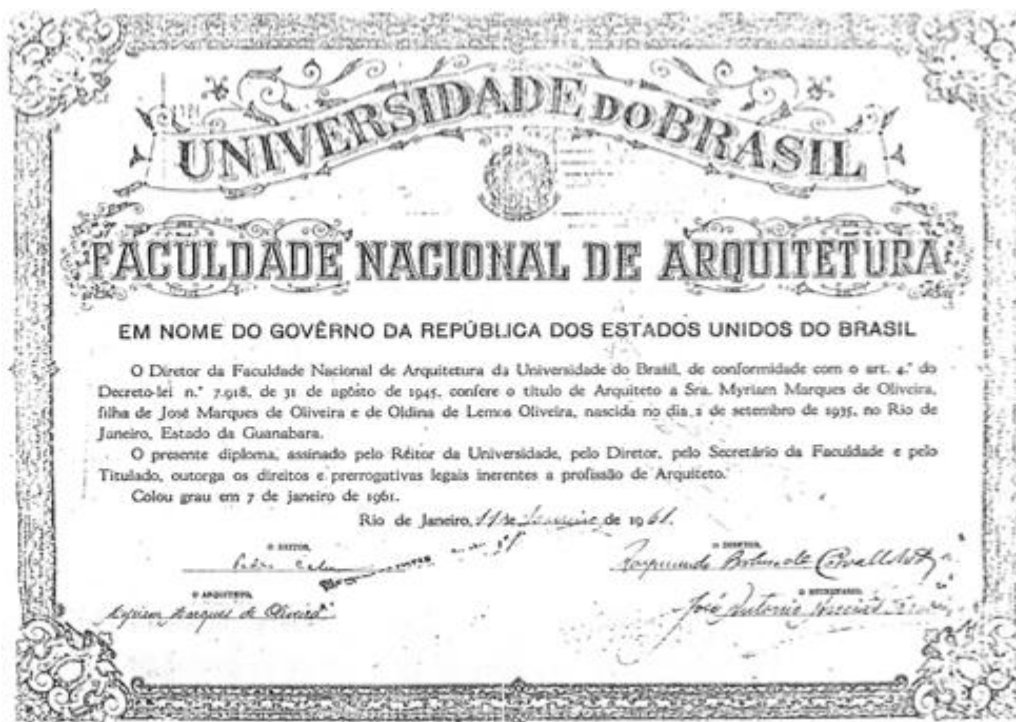 UNIVERSIDADE DO BRASIL
FACULDADE NACIONAL DE ARQUITETURA
EM NOME DO GOVÊRNO DA REPÚBLICA DOS ESTADOS UNIDOS DO BRASIL
O Diretor da Faculdade Nacional de Arquitetura da Universidade do Brasil, de conformidade com o art. 4.º do
Decreto-lei n.º 7.918, de 31 de agôsto de 1945, confere o título de Arquiteto a Sra. Myriam Marques de Oliveira,
filha de José Marques de Oliveira e de Oldina de Lemos Oliveira, nascida no dia 2 de setembro de 1935, no Rio de
Janeiro, Estado da Guanabara.
O presente diploma, assinado pelo Reitor da Universidade, pelo Diretor, pelo Secretário da Faculdade e pelo
Titulado, outorga os direitos e prerrogativas legais inerentes a profissão de Arquiteto.
Colou grau em 7 de janeiro de 1961.
Rio de Janeiro, 11 de de 1961.
O REITOR,
O DIRETOR,
Raymundo Carvalho
O ARQUITETO,
O SECRETÁRIO,
Myriam Marques de Oliveira
José Antonio